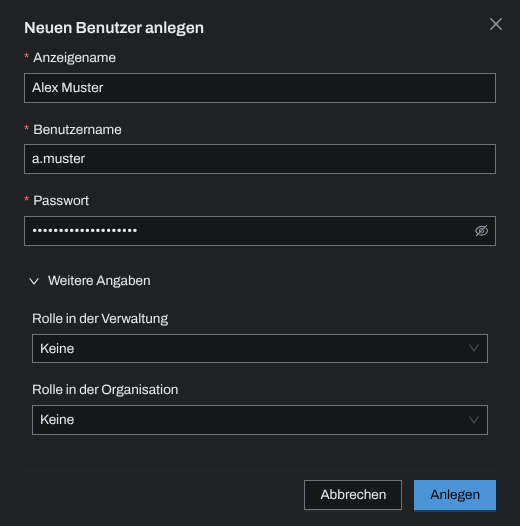 Neuen Benutzer anlegen
* Anzeigename
Alex Muster
* Benutzername
a.muster
* Passwort
••••••••••••••••••••
Weitere Angaben
Rolle in der Verwaltung
Keine
Rolle in der Organisation
Keine
Abbrechen
Anlegen